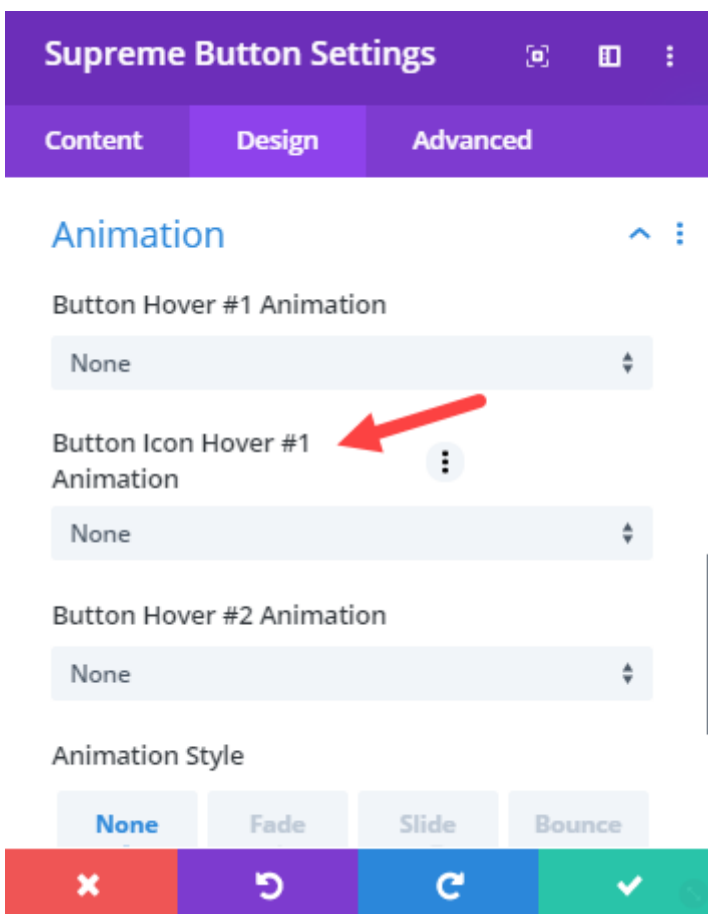 Supreme Button Settings
Content Design Advanced
Animation
Button Hover #1 Animation
None
Button Icon Hover #1
Animation
None
Button Hover #2 Animation
None
Animation Style
None Fade Slide Bounce